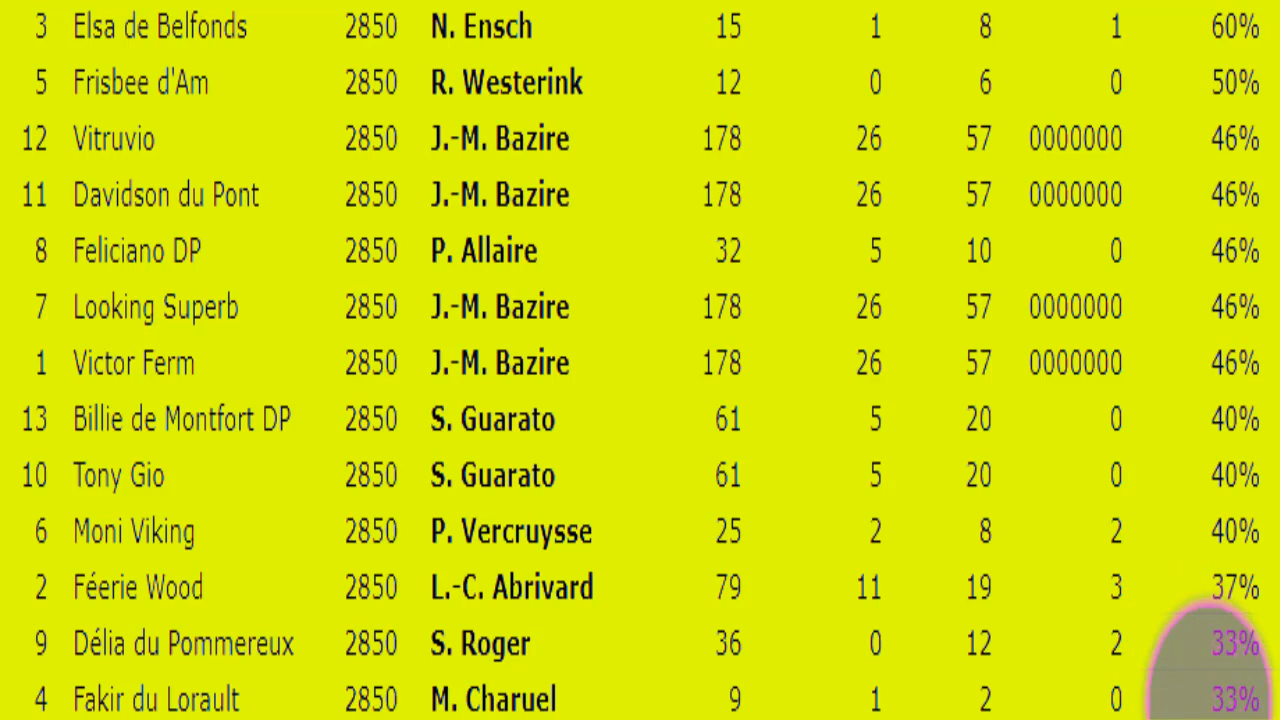 3 Elsa de Belfonds 2850 N. Ensch 15 1 8 1 60%
5 Frisbee d'Am 2850 R. Westerink 12 0 6 0 50%
12 Vitruvio 2850 J.-M. Bazire 178 26 57 0000000 46%
11 Davidson du Pont 2850 J.-M. Bazire 178 26 57 0000000 46%
8 Feliciano DP 2850 P. Allaire 32 5 10 0 46%
7 Looking Superb 2850 J.-M. Bazire 178 26 57 0000000 46%
1 Victor Ferm 2850 J.-M. Bazire 178 26 57 0000000 46%
13 Billie de Montfort DP 2850 S. Guarato 61 5 20 0 40%
10 Tony Gio 2850 S. Guarato 61 5 20 0 40%
6 Moni Viking 2850 P. Vercruysse 25 2 8 2 40%
2 Féerie Wood 2850 L.-C. Abrivard 79 11 19 3 37%
9 Délia du Pommereux 2850 S. Roger 36 0 12 2 33%
4 Fakir du Lorault 2850 M. Charuel 9 1 2 0 33%